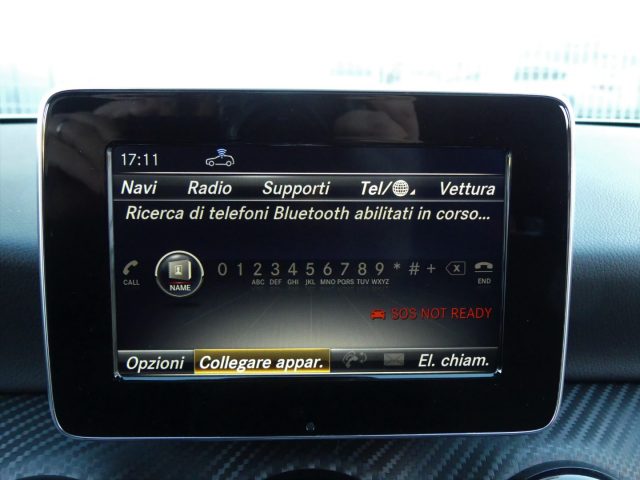 17:11
Navi Radio Supporti Tel/ Vettura
Ricerca di telefoni Bluetooth abilitati in corso...
0 1 2 3 4 5 6 7 8 9 * # +
CALL NAME ABC DEF GHI JKL MNO PQRS TUV WXYZ END
SOS NOT READY
Opzioni Collegare appar. El. chiam.